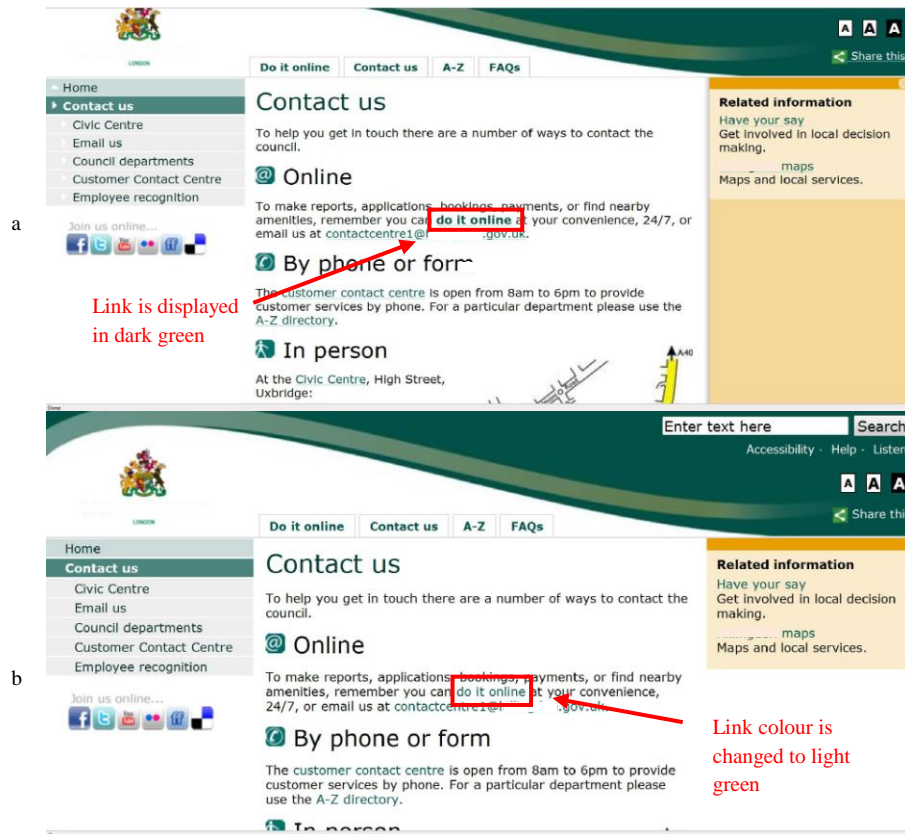 a
A A A
LONDON
Share this
Do it online Contact us A-Z FAQs
Home
Contact us
Civic Centre
Email us
Council departments
Customer Contact Centre
Employee recognition
Join us online...
Contact us
To help you get in touch there are a number of ways to contact the
council.
Online
To make reports, applications, bookings, payments, or find nearby
amenities, remember you can do it online at your convenience, 24/7, or
email us at contactcentre1@ .gov.uk.
By phone or form
The customer contact centre is open from 8am to 6pm to provide
customer services by phone. For a particular department please use the
A-Z directory.
In person
At the Civic Centre, High Street,
Uxbridge:
A40
Related information
Have your say
Get involved in local decision
making.
maps
Maps and local services.
Link is displayed
in dark green
Done
b
Enter text here Search
Accessibility · Help · Listen
A A A
LONDON
Share thi
Do it online Contact us A-Z FAQs
Home
Contact us
Civic Centre
Email us
Council departments
Customer Contact Centre
Employee recognition
Join us online...
Contact us
To help you get in touch there are a number of ways to contact the
council.
Online
To make reports, applications, bookings, payments, or find nearby
amenities, remember you can do it online at your convenience,
24/7, or email us at contactcentre1@ .gov.uk.
By phone or form
The customer contact centre is open from 8am to 6pm to provide
customer services by phone. For a particular department please
use the A-Z directory.
In person
Related information
Have your say
Get involved in local decision
making.
maps
Maps and local services.
Link colour is
changed to light
green